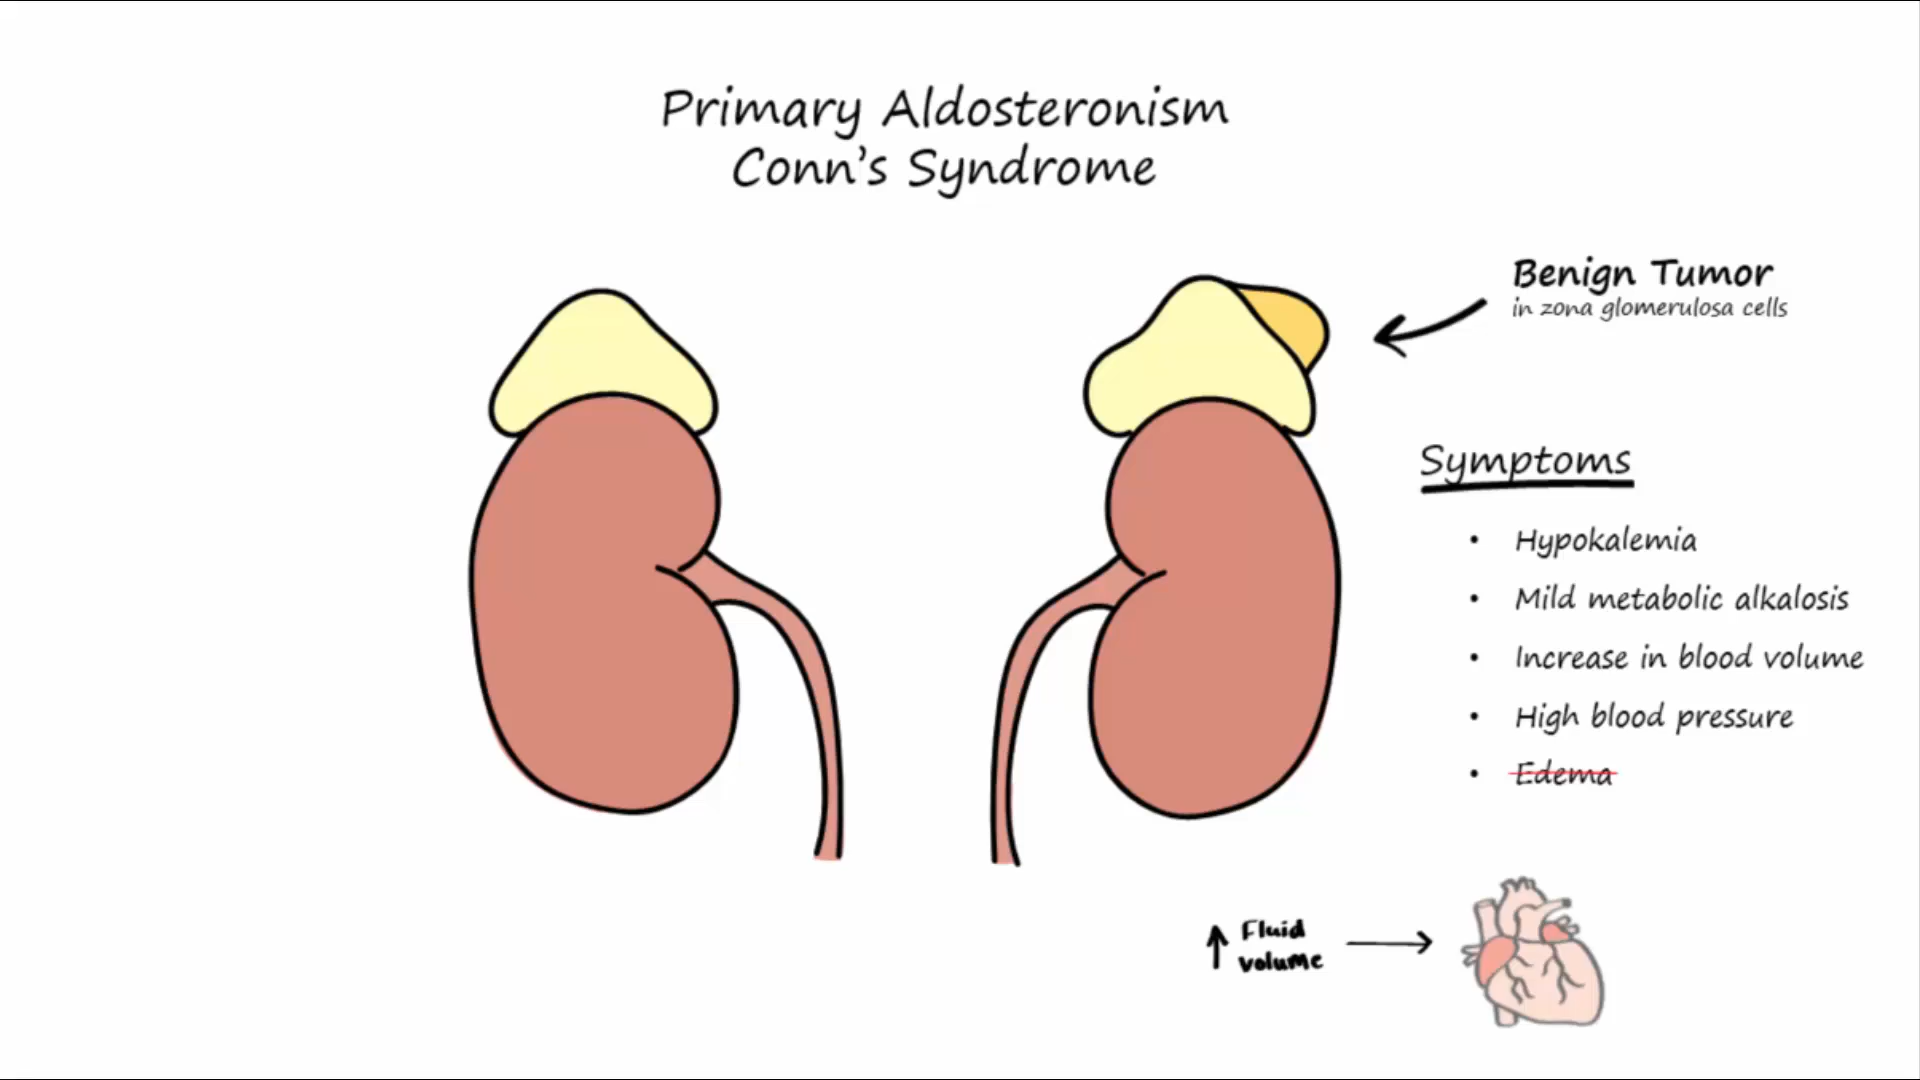 Primary Aldosteronism
Conn's Syndrome
Benign Tumor
in zona glomerulosa cells
Symptoms
• Hypokalemia
• Mild metabolic alkalosis
• Increase in blood volume
• High blood pressure
• Edema
↑ Fluid
volume →